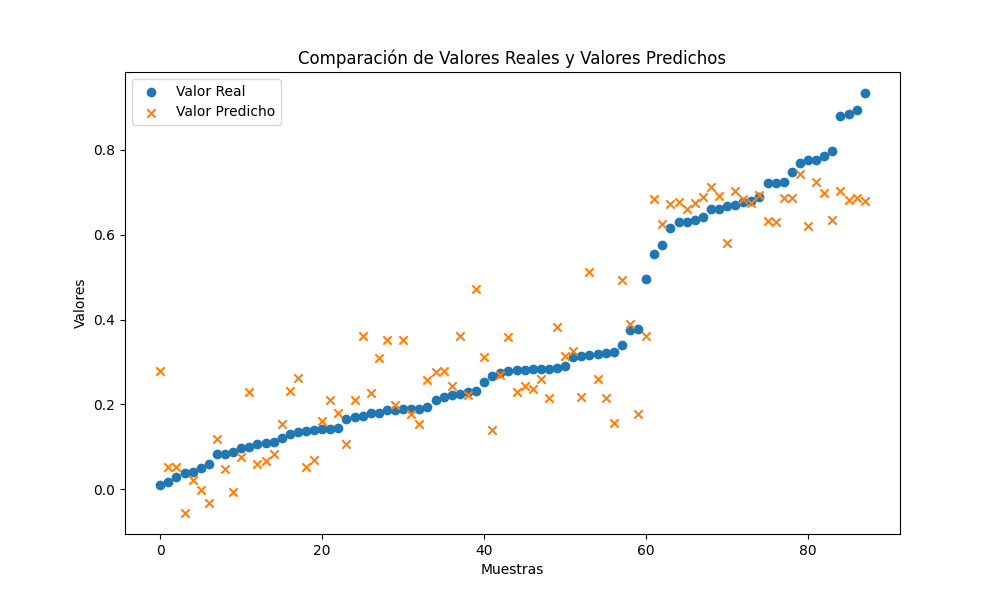 Comparación de Valores Reales y Valores Predichos
Valor Real
Valor Predicho
Valores
0.8
0.6
0.4
0.2
0.0
0 20 40 60 80
Muestras